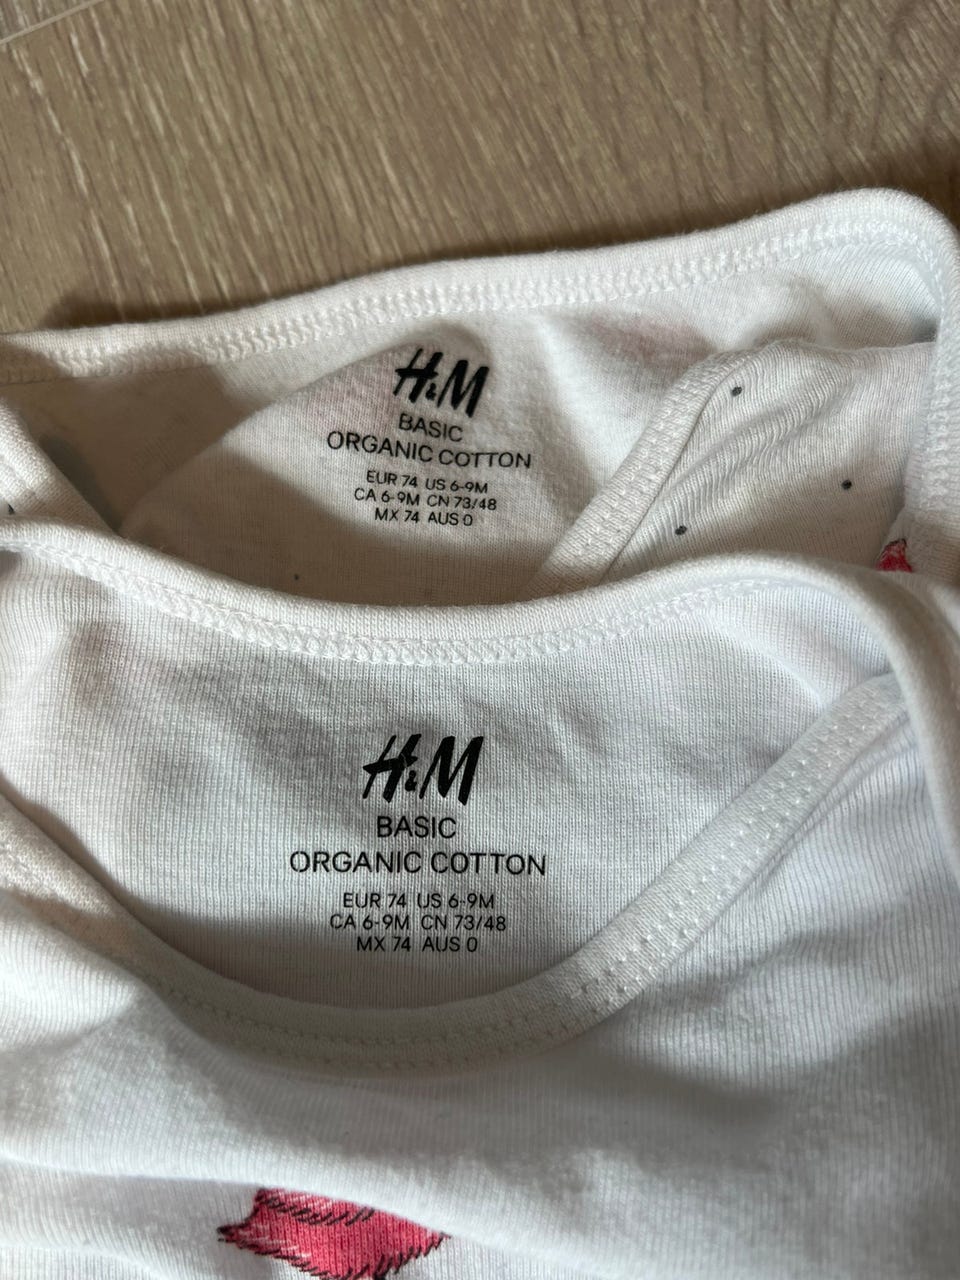 H&M
BASIC
ORGANIC COTTON
EUR 74 US 6-9M
CA 6-9M CN 73/48
MX 74 AUS 0
H&M
BASIC
ORGANIC COTTON
EUR 74 US 6-9M
CA 6-9M CN 73/48
MX 74 AUS 0